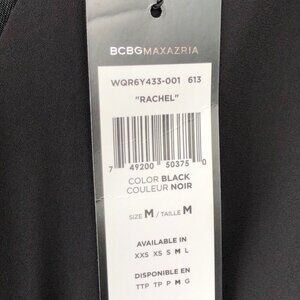 BCBGMAXAZRIA
WQR6Y433-001 613
"RACHEL"
7 49200 50375 0
COLOR BLACK
COULEUR NOIR
SIZE M / TAILLE M
AVAILABLE IN
XXS XS S M L
DISPONIBLE EN
TTP TP P M G